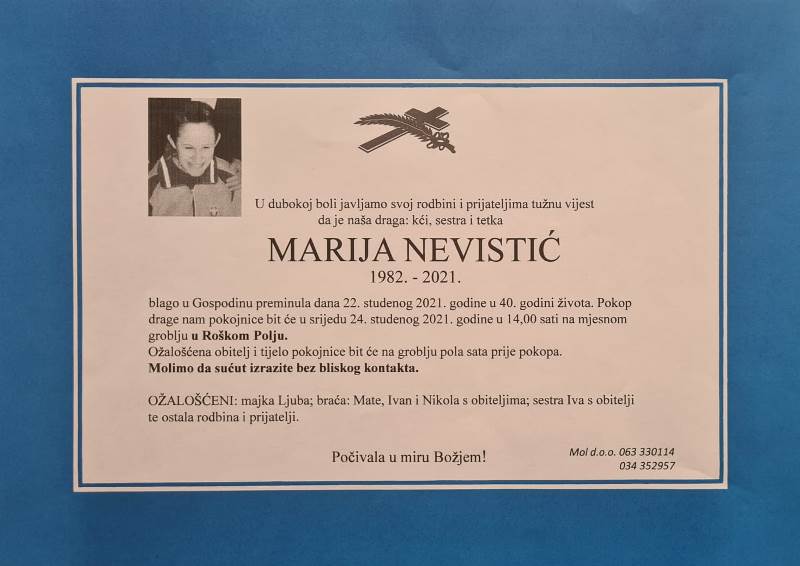 U dubokoj boli javljamo svoj rodbini i prijateljima tužnu vijest
da je naša draga: kći, sestra i tetka
MARIJA NEVISTIĆ
1982. - 2021.
blago u Gospodinu preminula dana 22. studenog 2021. godine u 40. godini života. Pokop
drage nam pokojnice bit će u srijedu 24. studenog 2021. godine u 14,00 sati na mjesnom
groblju u Roškom Polju.
Ožalošćena obitelj i tijelo pokojnice bit će na groblju pola sata prije pokopa.
Molimo da sućut izrazite bez bliskog kontakta.
OŽALOŠĆENI: majka Ljuba; braća: Mate, Ivan i Nikola s obiteljima; sestra Iva s obitelji
te ostala rodbina i prijatelji.
Počivala u miru Božjem!
Mol d.o.o. 063 330114
034 352957